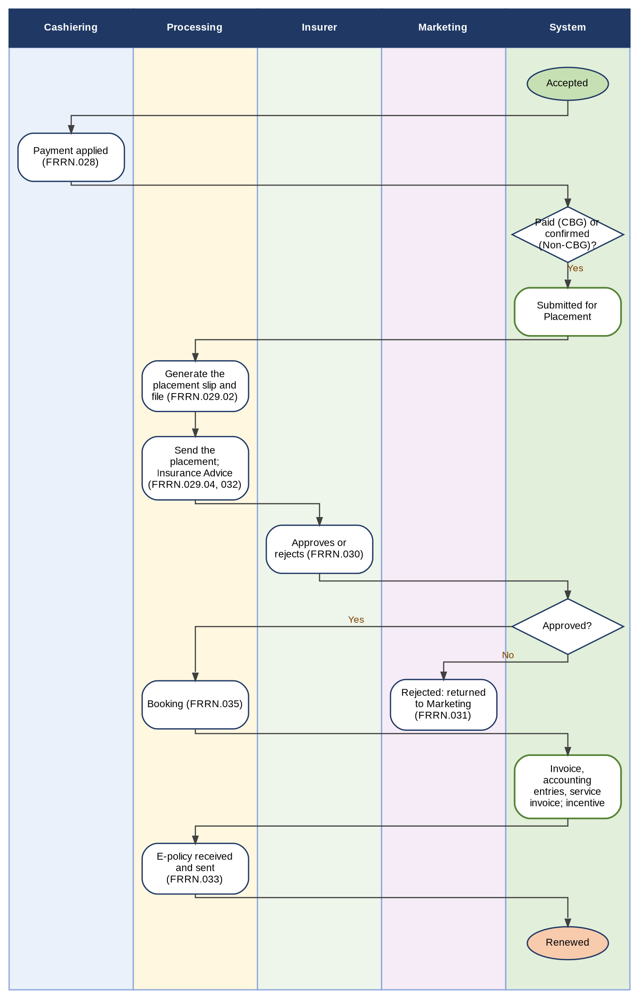 Cashiering
Processing
Insurer
Marketing
System
Accepted
Payment applied
(FRRN.028)
Paid (CBG) or
confirmed
(Non-CBG)?
Yes
Submitted for
Placement
Generate the
placement slip and
file (FRRN.029.02)
Send the
placement;
Insurance Advice
(FRRN.029.04, 032)
Approves or
rejects (FRRN.030)
Approved?
Yes
No
Booking (FRRN.035)
Rejected: returned
to Marketing
(FRRN.031)
Invoice,
accounting
entries, service
invoice; incentive
E-policy received
and sent
(FRRN.033)
Renewed